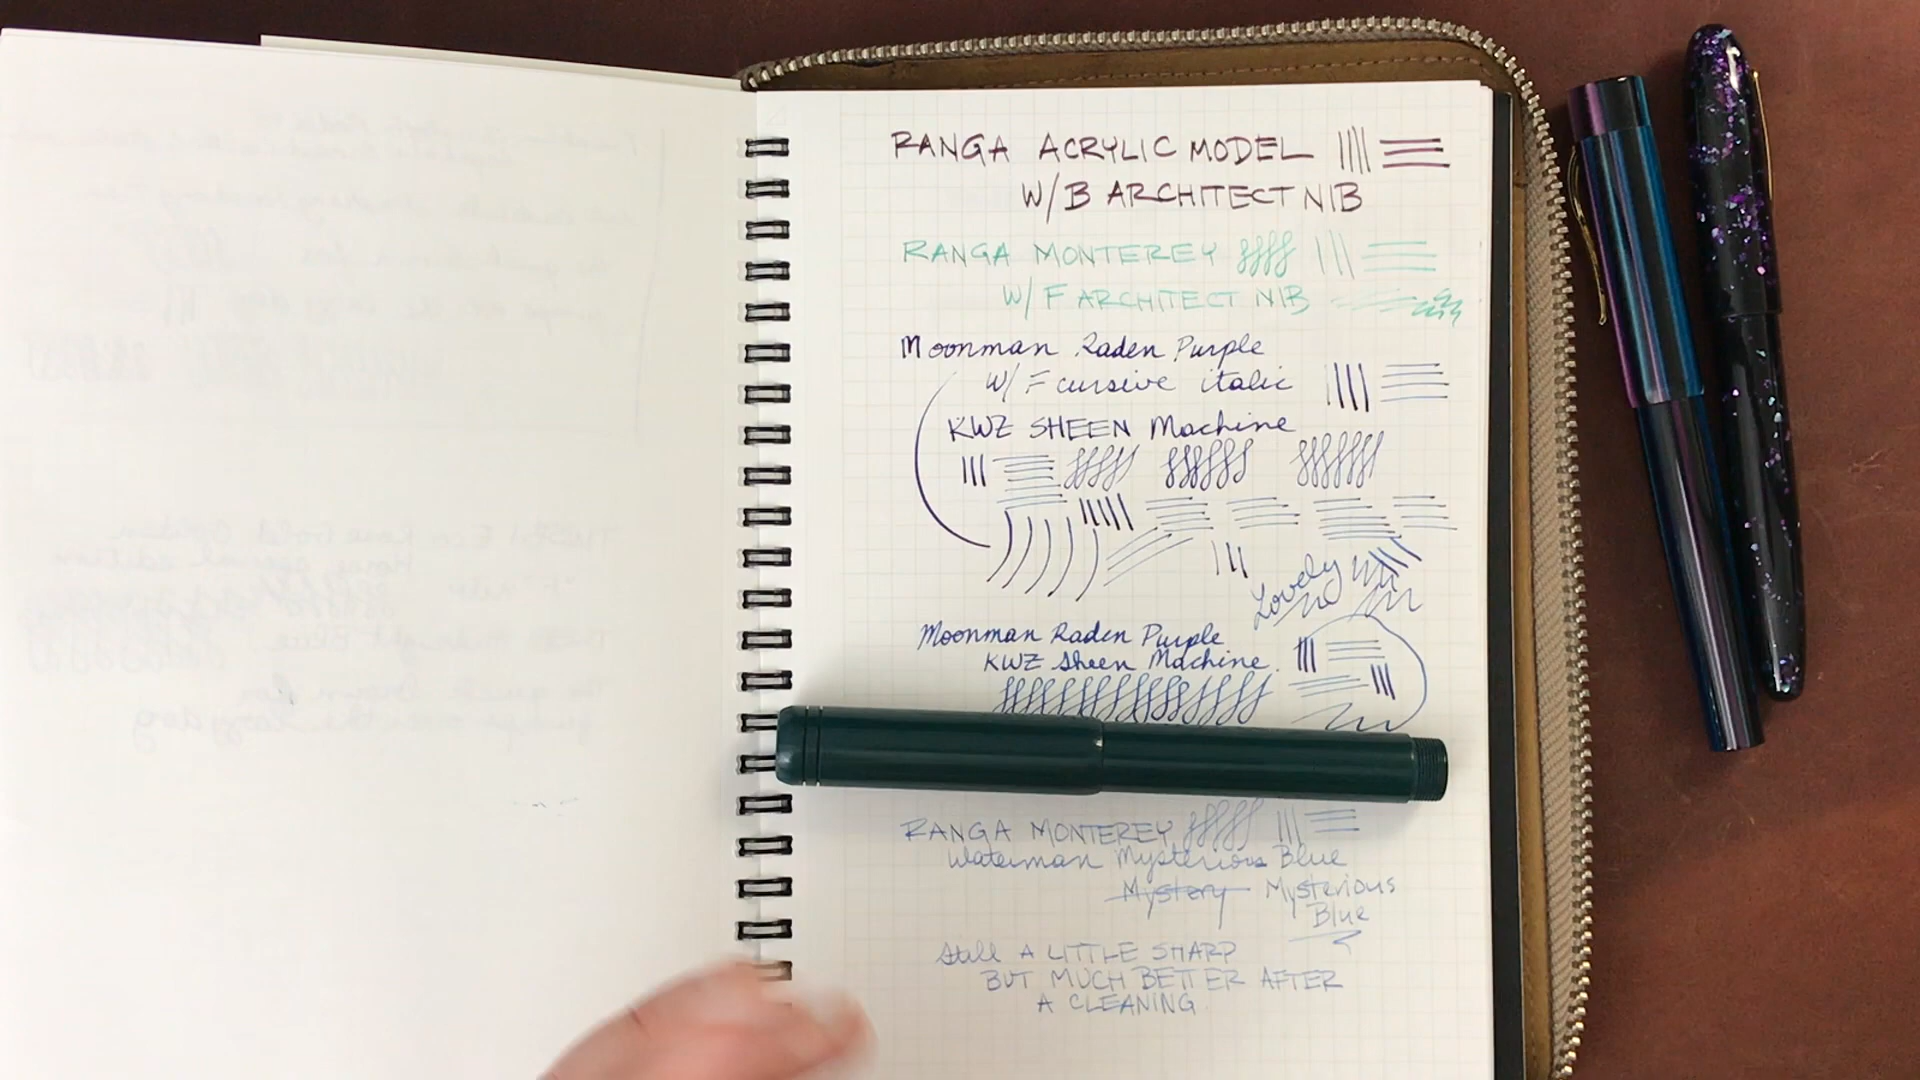 RANGA ACRYLIC MODEL
W/B ARCHITECT NIB
RANGA MONTEREY
W/ F ARCHITECT NIB
Moonman Raden Purple
W/ F cursive italic
KWZ SHEEN Machine
Lovely
Moonman Raden Purple
KWZ Sheen Machine.
RANGA MONTEREY
Waterman Mysterious Blue
Mystery Mysterious
Blue
Still A LITTLE SHARP
BUT MUCH BETTER AFTER
A CLEANING